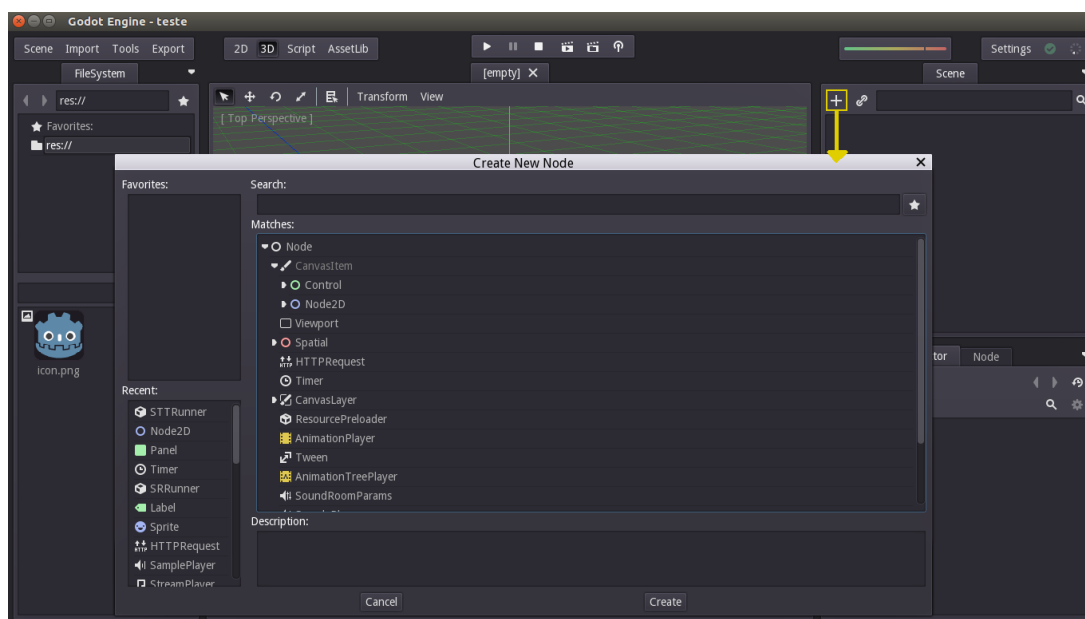 Godot Engine - teste
Scene Import Tools Export 2D 3D Script AssetLib Settings
FileSystem [empty] Scene
res:// Transform View
[ Top Perspective ]
Favorites:
res://
Create New Node
Favorites: Search:
Matches:
Node
CanvasItem
Control
Node2D
Viewport
Spatial
HTTPRequest
Timer
CanvasLayer
ResourcePreloader
AnimationPlayer
Tween
AnimationTreePlayer
SoundRoomParams
icon.png
tor Node
Recent:
STTRunner
Node2D
Panel
Timer
SRRunner
Label
Sprite
HTTPRequest
SamplePlayer
StreamPlayer
Description:
Cancel Create